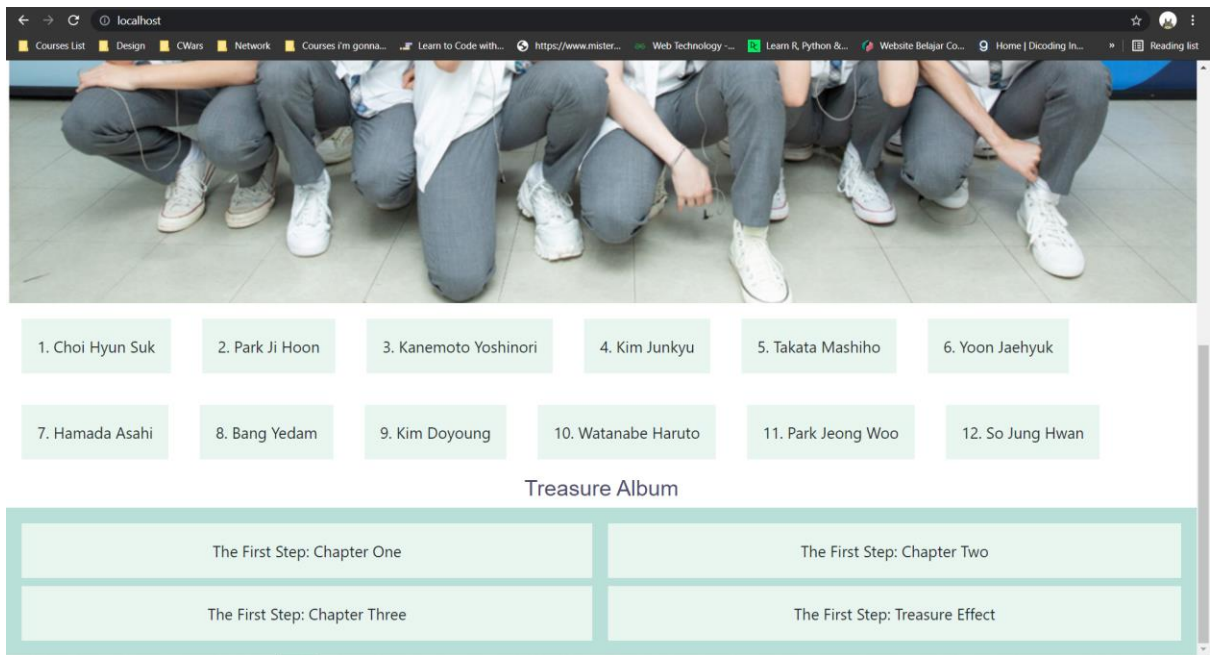 localhost
Courses List Design CWars Network Courses i'm gonna... Learn to Code with... https://www.mister... Web Technology -... Learn R, Python &... Website Belajar Co... Home | Dicoding In... » Reading list
1. Choi Hyun Suk 2. Park Ji Hoon 3. Kanemoto Yoshinori 4. Kim Junkyu 5. Takata Mashiho 6. Yoon Jaehyuk
7. Hamada Asahi 8. Bang Yedam 9. Kim Doyoung 10. Watanabe Haruto 11. Park Jeong Woo 12. So Jung Hwan
Treasure Album
The First Step: Chapter One The First Step: Chapter Two
The First Step: Chapter Three The First Step: Treasure Effect